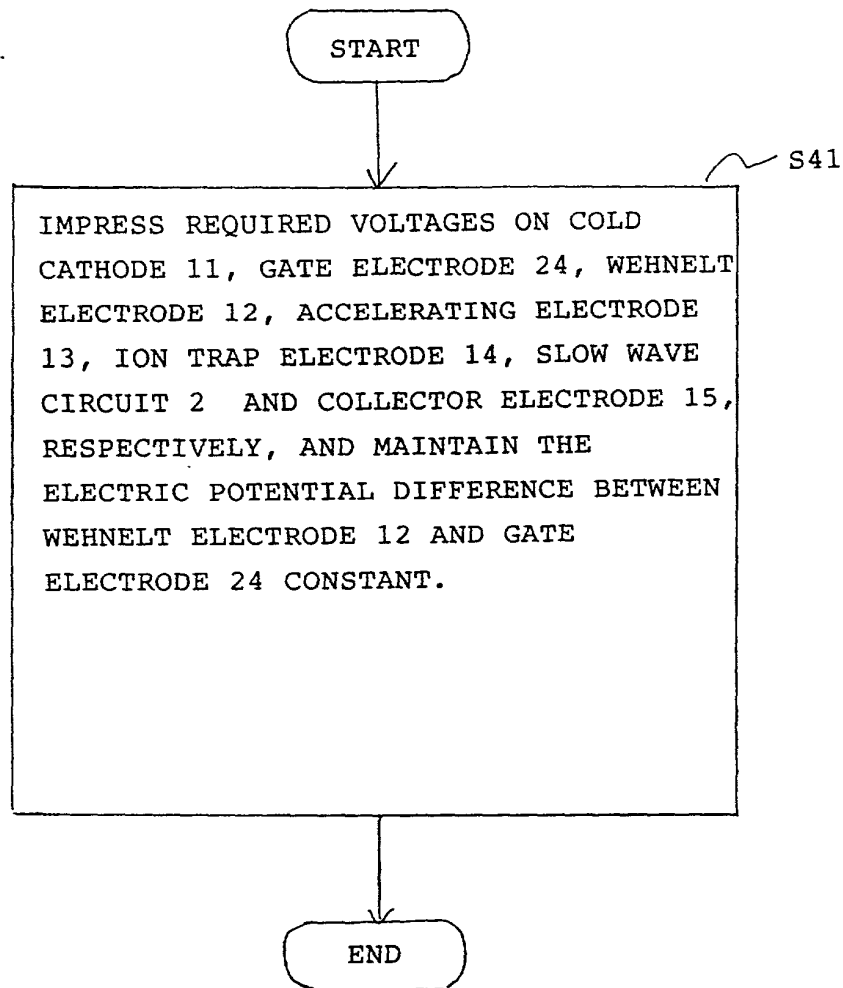 START
S41
IMPRESS REQUIRED VOLTAGES ON COLD
CATHODE 11, GATE ELECTRODE 24, WEHNELT
ELECTRODE 12, ACCELERATING ELECTRODE
13, ION TRAP ELECTRODE 14, SLOW WAVE
CIRCUIT 2 AND COLLECTOR ELECTRODE 15,
RESPECTIVELY, AND MAINTAIN THE
ELECTRIC POTENTIAL DIFFERENCE BETWEEN
WEHNELT ELECTRODE 12 AND GATE
ELECTRODE 24 CONSTANT.
END